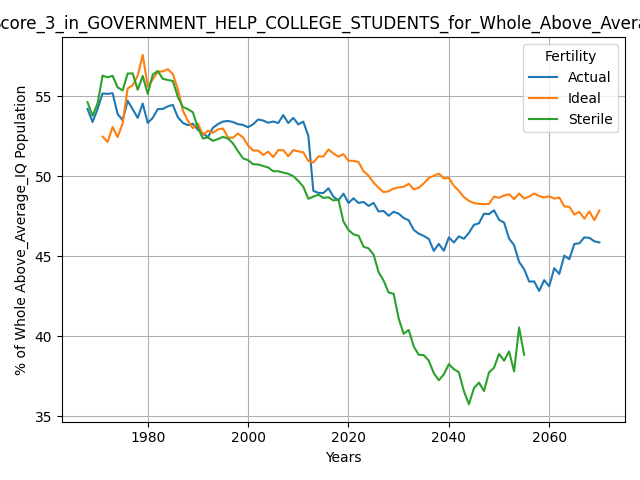 core_3_in_GOVERNMENT_HELP_COLLEGE_STUDENTS_for_Whole_Above_Avera
Fertility
Actual
Ideal
Sterile
% of Whole Above_Average_IQ Population
55
50
45
40
35
1980 2000 2020 2040 2060
Years